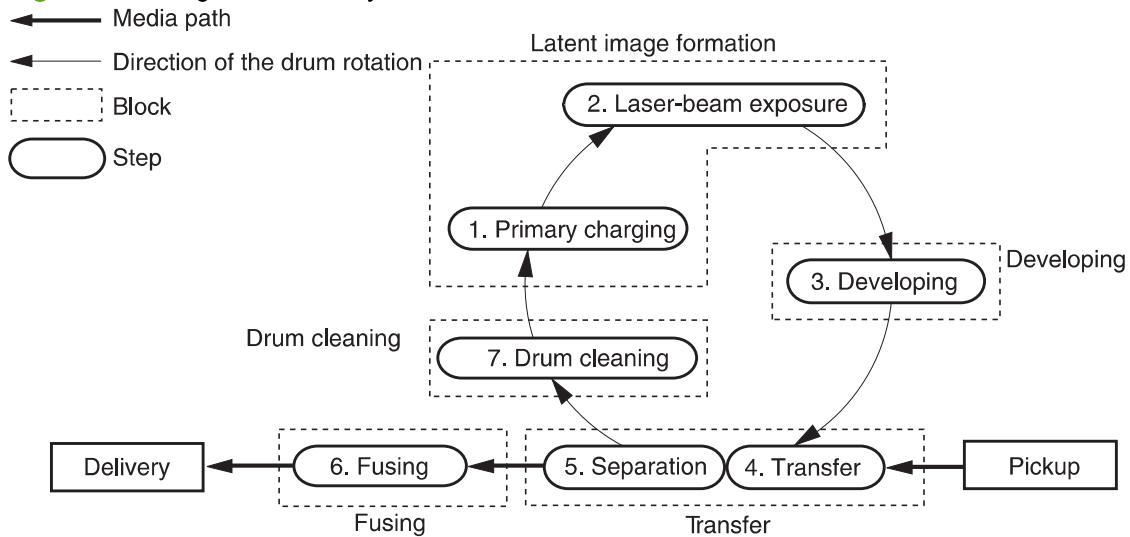 Media path
Direction of the drum rotation
Block
Step
Latent image formation
2. Laser-beam exposure
1. Primary charging
3. Developing
Developing
Drum cleaning
7. Drum cleaning
Delivery
6. Fusing
5. Separation
4. Transfer
Pickup
Fusing
Transfer